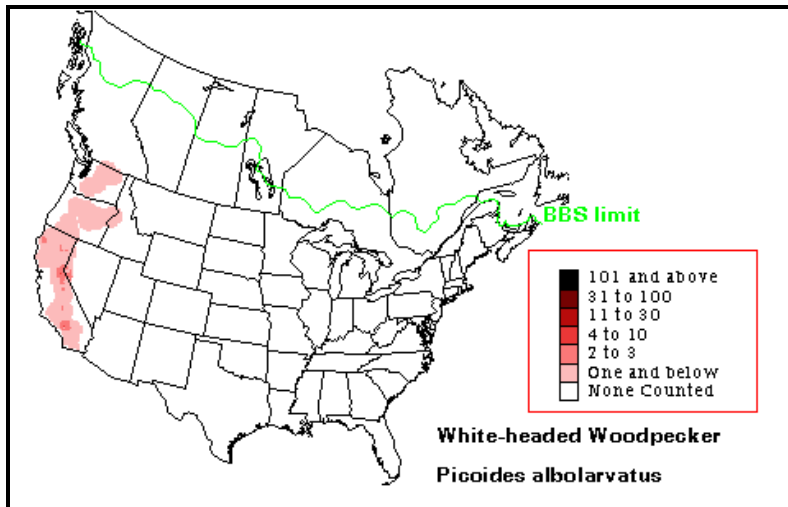 BBS limit
101 and above
31 to 100
11 to 30
4 to 10
2 to 3
One and below
None Counted
White-headed Woodpecker
Picoides albolarvatus